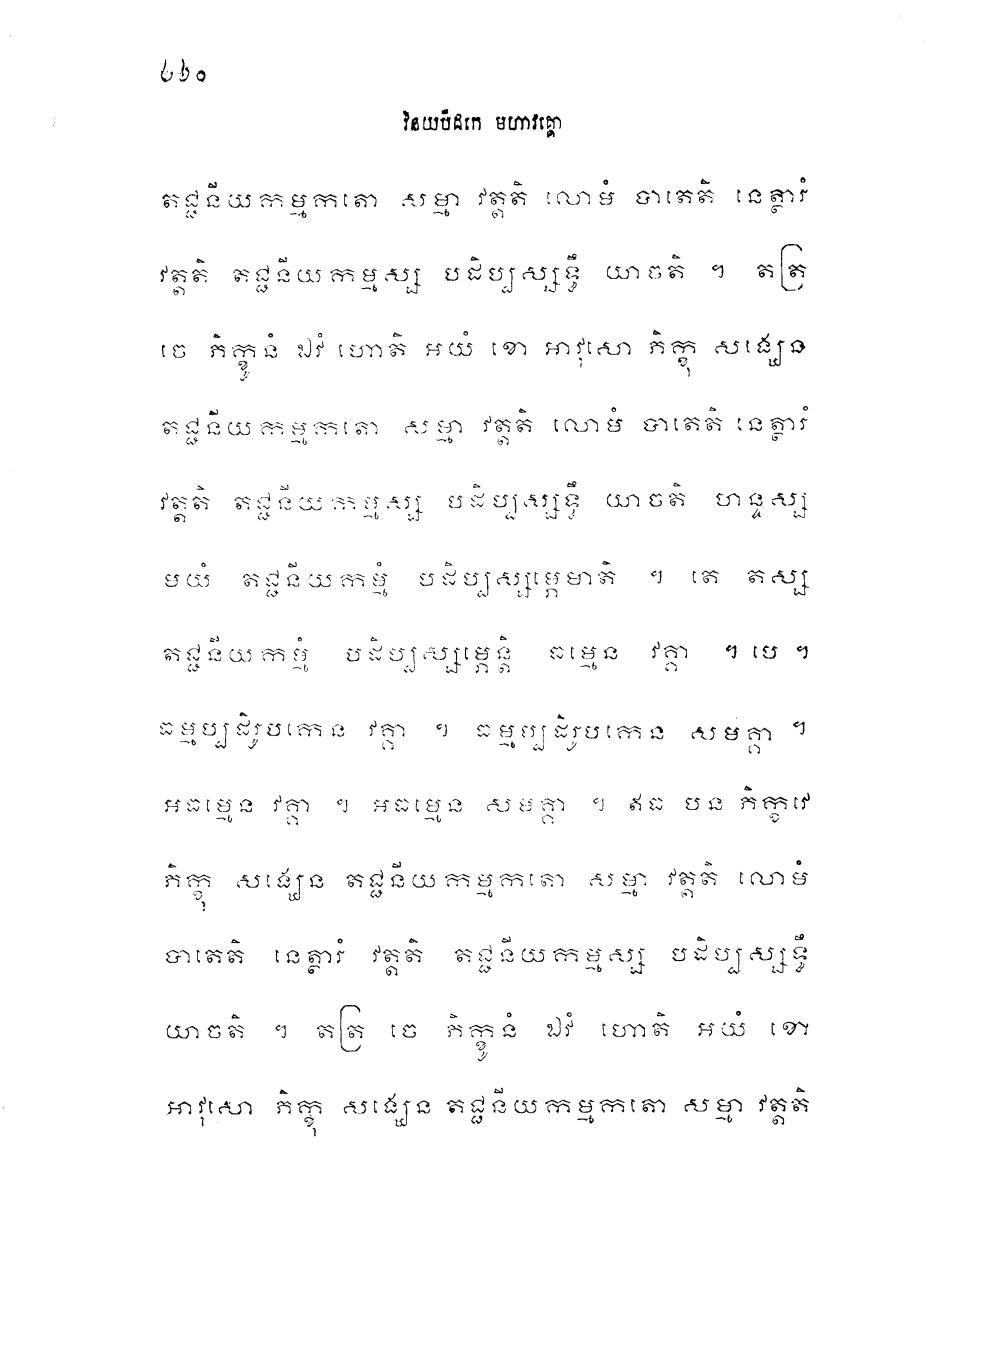 ៤៦០
វិនយបិដកេ មហាវគ្គោ
តជ្ជនីយកម្មកតោ សម្មា វត្តតិ លោមំ បាតេតិ នេត្ថារំ
វត្តតិ តជ្ជនីយកម្មស្ស បដិប្បស្សទ្ធឹ យាចតិ ។ តត្រ
ចេ ភិក្ខូនំ ឯវំ ហោតិ អយំ ខោ អាវុសោ ភិក្ខុ សង្ឃេន
តជ្ជនីយកម្មកតោ សម្មា វត្តតិ លោមំ បាតេតិ នេត្ថារំ
វត្តតិ តជ្ជនីយកម្មស្ស បដិប្បស្សទ្ធឹ យាចតិ ហន្ទស្ស
មយំ តជ្ជនីយកម្មំ បដិប្បស្សម្ភេមាតិ ។ តេ តស្ស
តជ្ជនីយកម្មំ បដិប្បស្សម្ភេន្តិ ធម្មេន វគ្គា ។ បេ ។
ធម្មប្បដិរូបកេន វគ្គា ។ ធម្មប្បដិរូបកេន សមគ្គា ។
អធម្មេន វគ្គា ។ អធម្មេន សមគ្គា ។ ឥធ បន ភិក្ខវេ
ភិក្ខុ សង្ឃេន តជ្ជនីយកម្មកតោ សម្មា វត្តតិ លោមំ
បាតេតិ នេត្ថារំ វត្តតិ តជ្ជនីយកម្មស្ស បដិប្បស្សទ្ធឹ
យាចតិ ។ តត្រ ចេ ភិក្ខូនំ ឯវំ ហោតិ អយំ ខោ
អាវុសោ ភិក្ខុ សង្ឃេន តជ្ជនីយកម្មកតោ សម្មា វត្តតិ